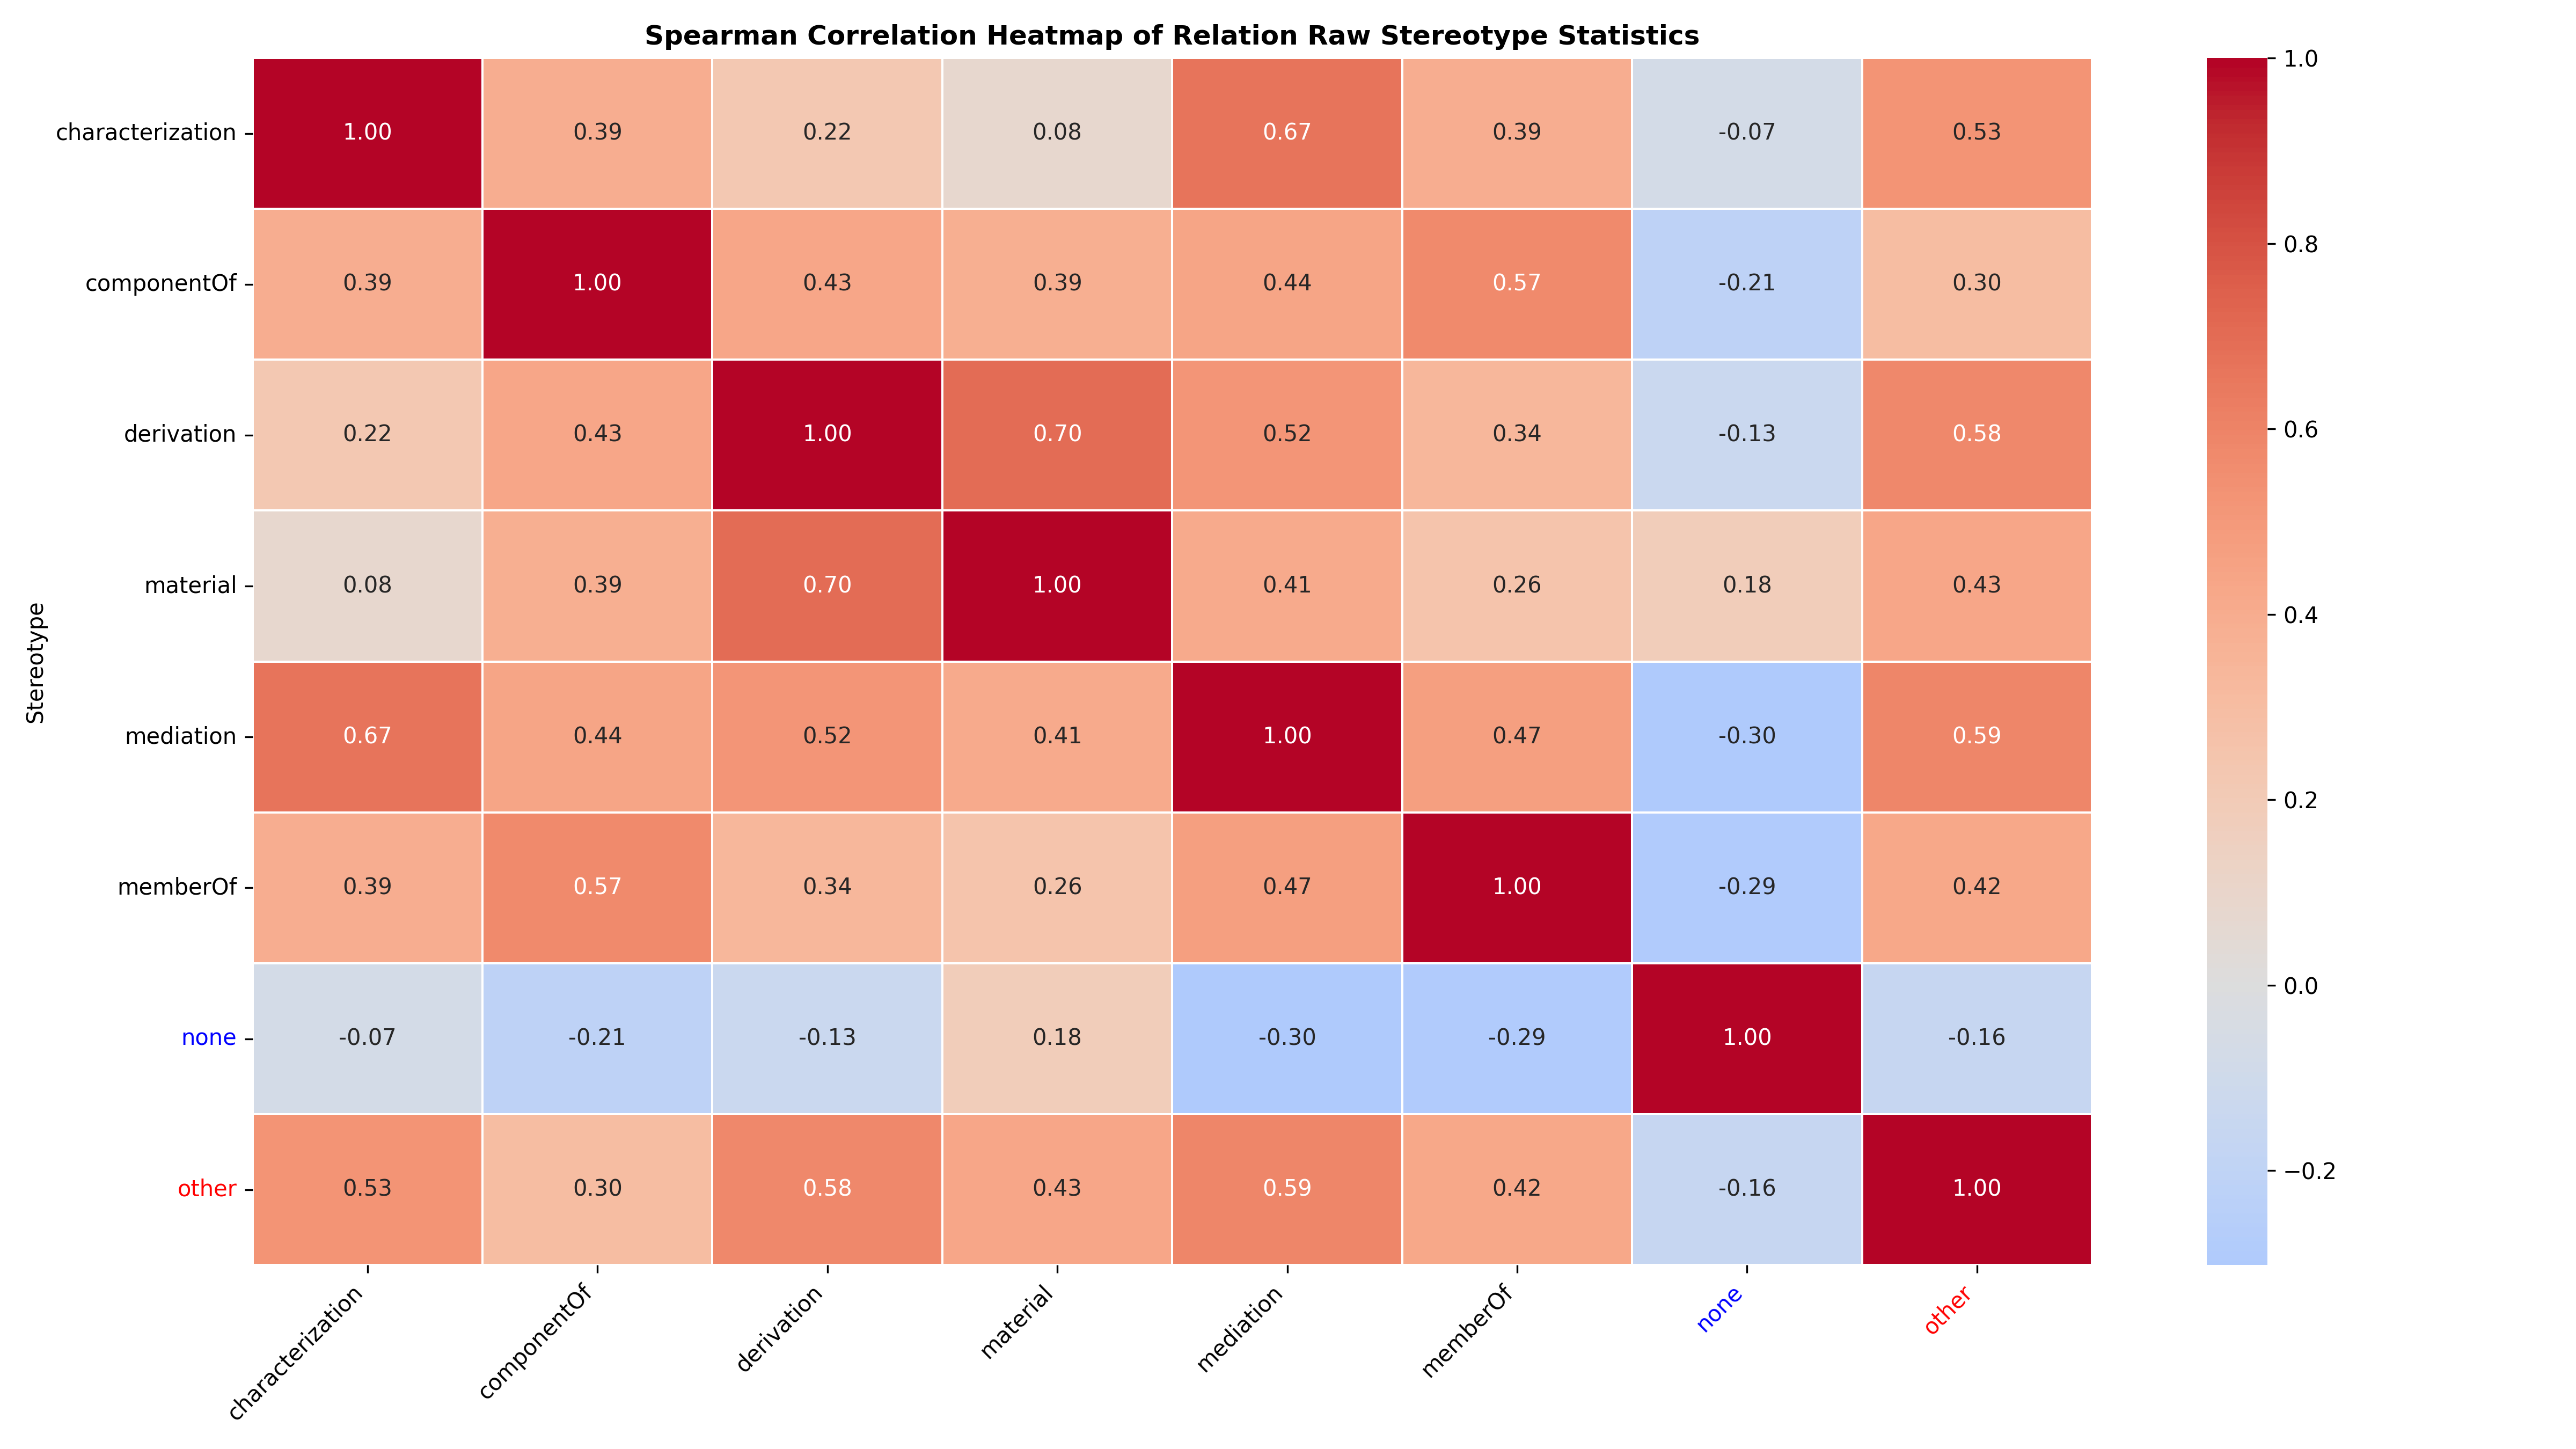 Spearman Correlation Heatmap of Relation Raw Stereotype Statistics
characterization 1.00 0.39 0.22 0.08 0.67 0.39 -0.07 0.53
componentOf 0.39 1.00 0.43 0.39 0.44 0.57 -0.21 0.30
derivation 0.22 0.43 1.00 0.70 0.52 0.34 -0.13 0.58
material 0.08 0.39 0.70 1.00 0.41 0.26 0.18 0.43
mediation 0.67 0.44 0.52 0.41 1.00 0.47 -0.30 0.59
memberOf 0.39 0.57 0.34 0.26 0.47 1.00 -0.29 0.42
none -0.07 -0.21 -0.13 0.18 -0.30 -0.29 1.00 -0.16
other 0.53 0.30 0.58 0.43 0.59 0.42 -0.16 1.00
Stereotype
characterization componentOf derivation material mediation memberOf none other
1.0
0.8
0.6
0.4
0.2
0.0
−0.2